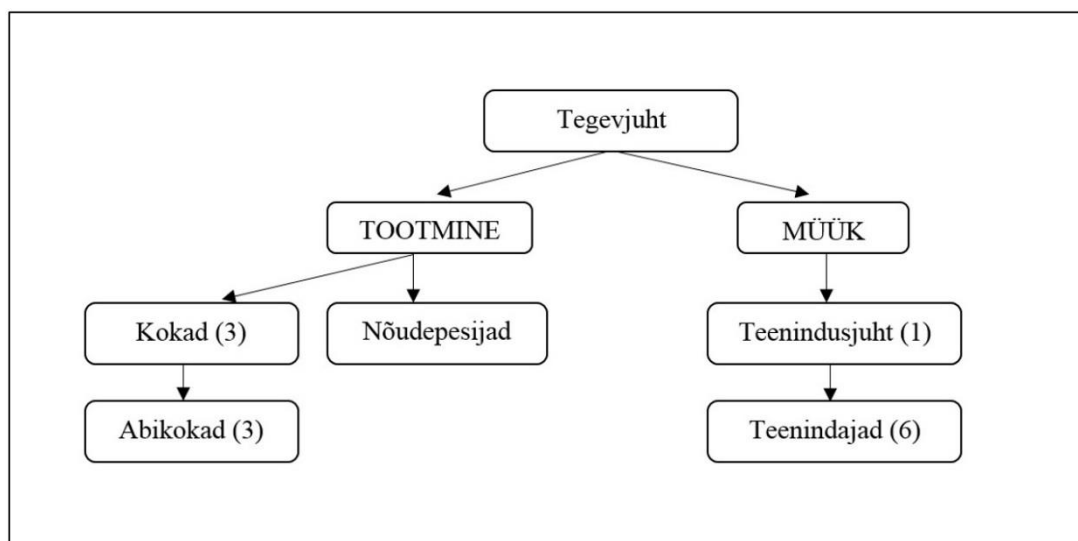 Tegevjuht
TOOTMINE
MÜÜK
Kokad (3)
Nõudepesijad
Teenindusjuht (1)
Abikokad (3)
Teenindajad (6)